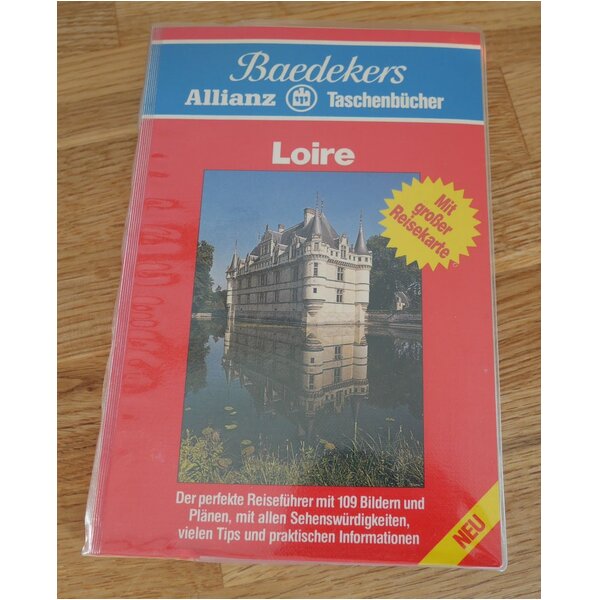 Baedekers
Allianz Taschenbücher
Loire
Mit
großer
Reisekarte
Der perfekte Reiseführer mit 109 Bildern und
Plänen, mit allen Sehenswürdigkeiten,
vielen Tips und praktischen Informationen
NEU